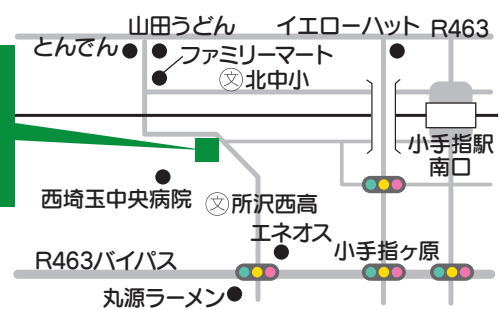 山田うどん
イエローハット
R463
とんでん
ファミリーマート
文北中小
小手指駅
南口
西埼玉中央病院
文所沢西高
エネオス
小手指ヶ原
R463バイパス
丸源ラーメン